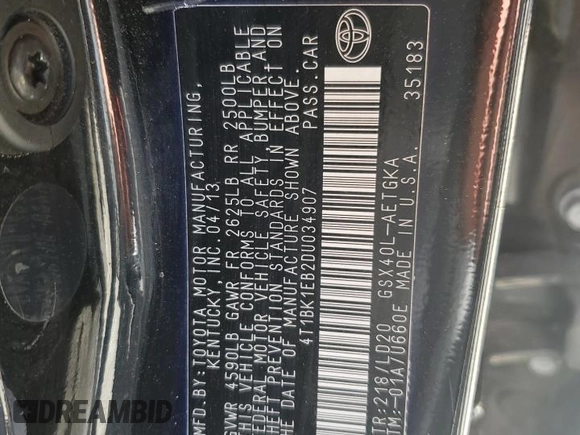 MFD.BY:TOYOTA MOTOR MANUFACTURING,
KENTUCKY, INC. 04/13
GVWR 4590LB GAWR FR 2625LB RR 2500LB
THIS VEHICLE CONFORMS TO ALL APPLICABLE
FEDERAL MOTOR VEHICLE SAFETY, BUMPER AND
THEFT PREVENTION STANDARDS IN EFFECT ON
THE DATE OF MANUFACTURE SHOWN ABOVE.
4T1BK1EB2DU034907 PASS.CAR
TR:218/LD20 GSX40L-AETGKA
TM:-01A/U660E MADE IN U.S.A.
35183
DREAMBID